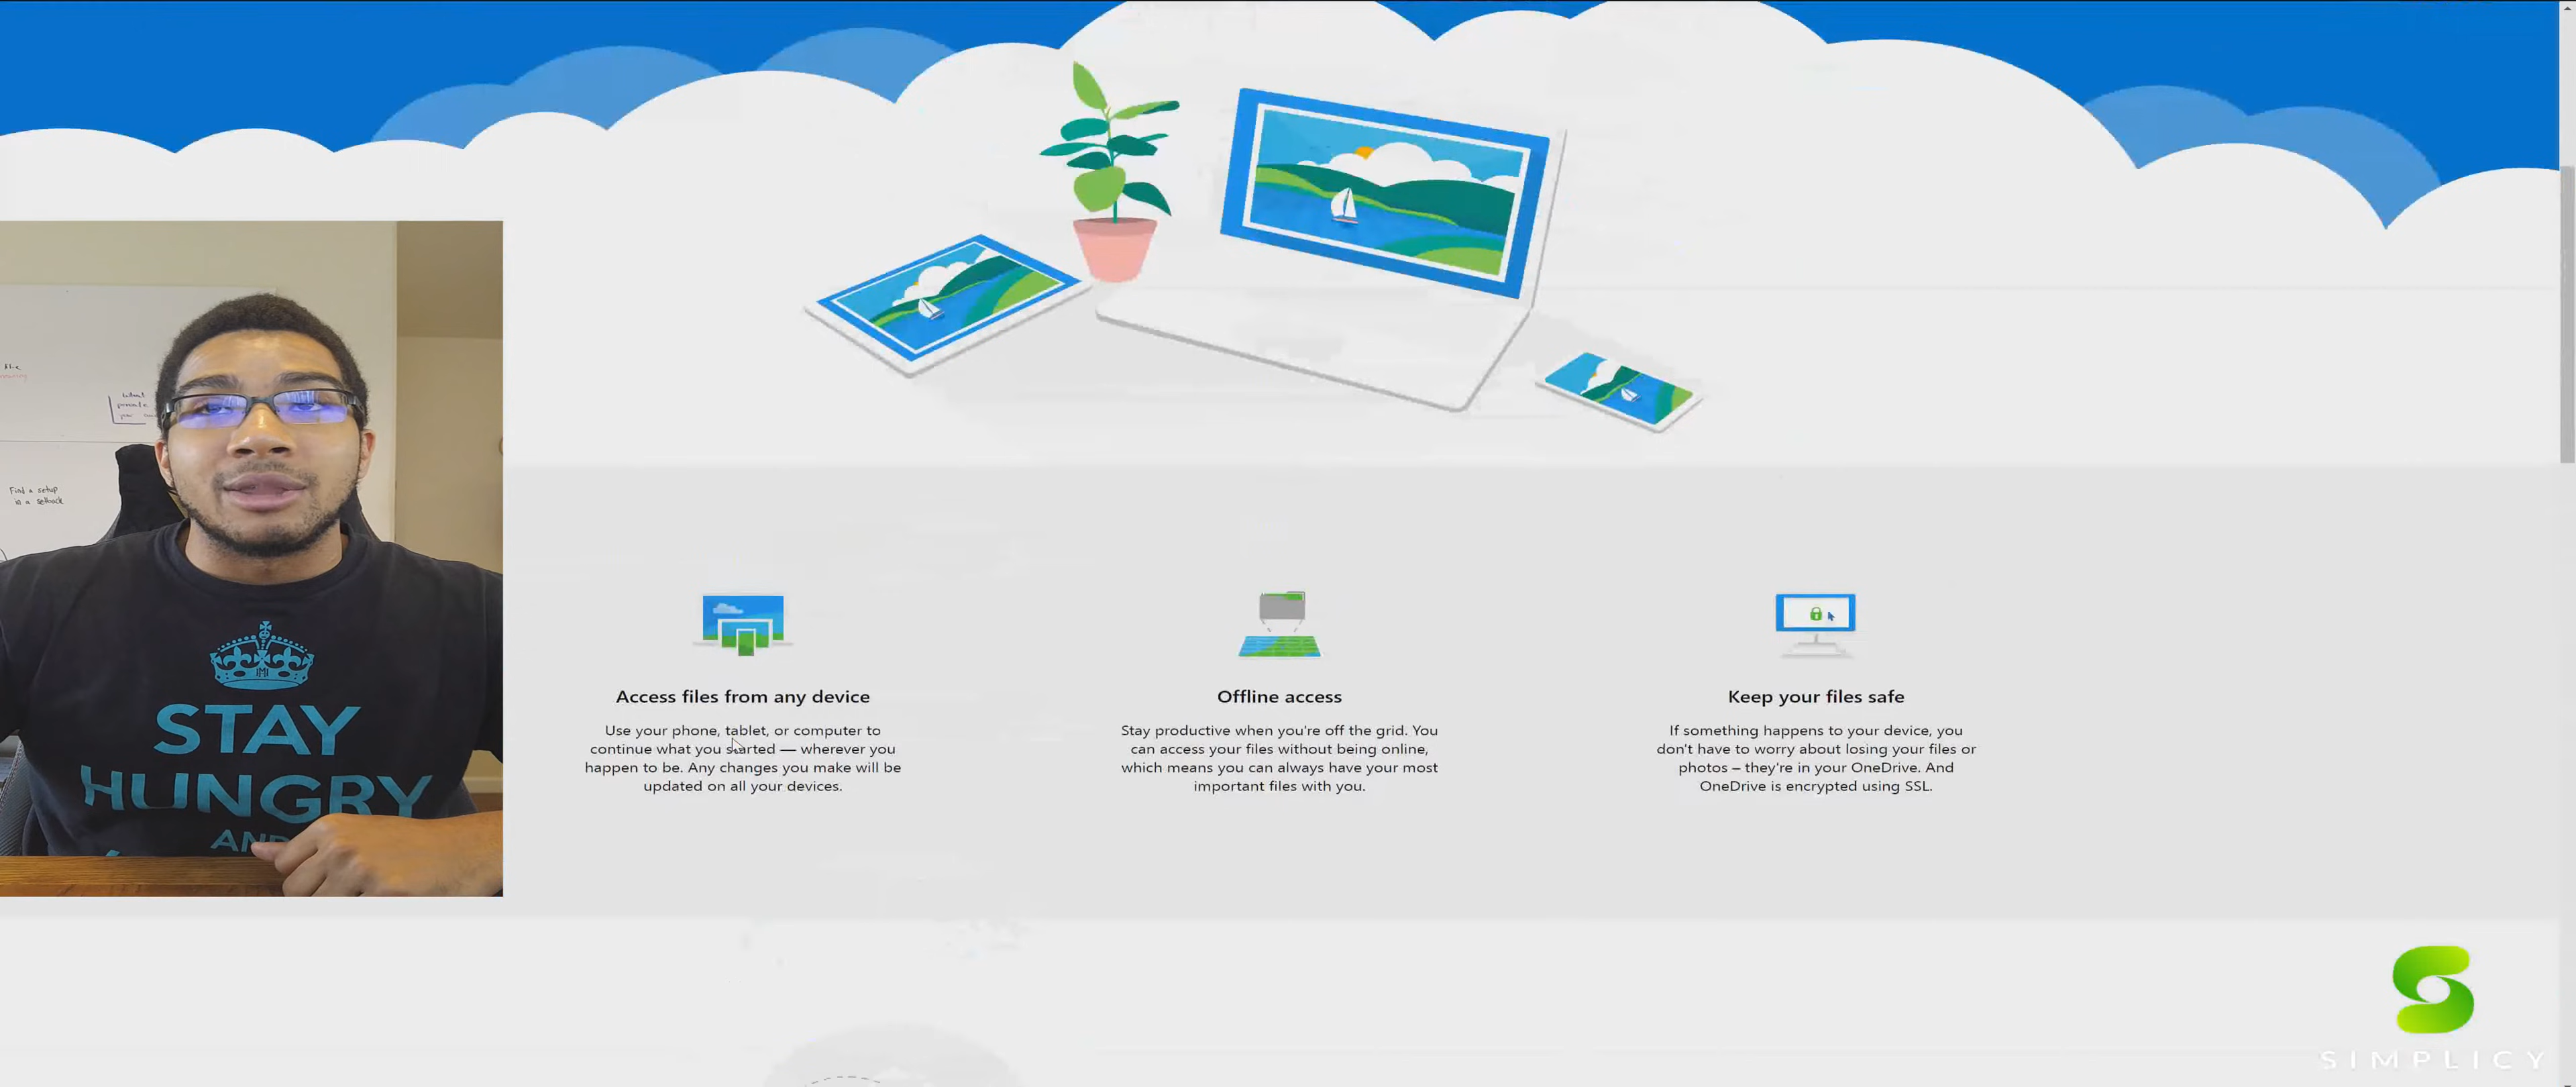 Find a setup
in a setback
STAY
HUNGRY
AND
Access files from any device
Use your phone, tablet, or computer to
continue what you started — wherever you
happen to be. Any changes you make will be
updated on all your devices.
Offline access
Stay productive when you're off the grid. You
can access your files without being online,
which means you can always have your most
important files with you.
Keep your files safe
If something happens to your device, you
don't have to worry about losing your files or
photos – they're in your OneDrive. And
OneDrive is encrypted using SSL.
SIMPLICY